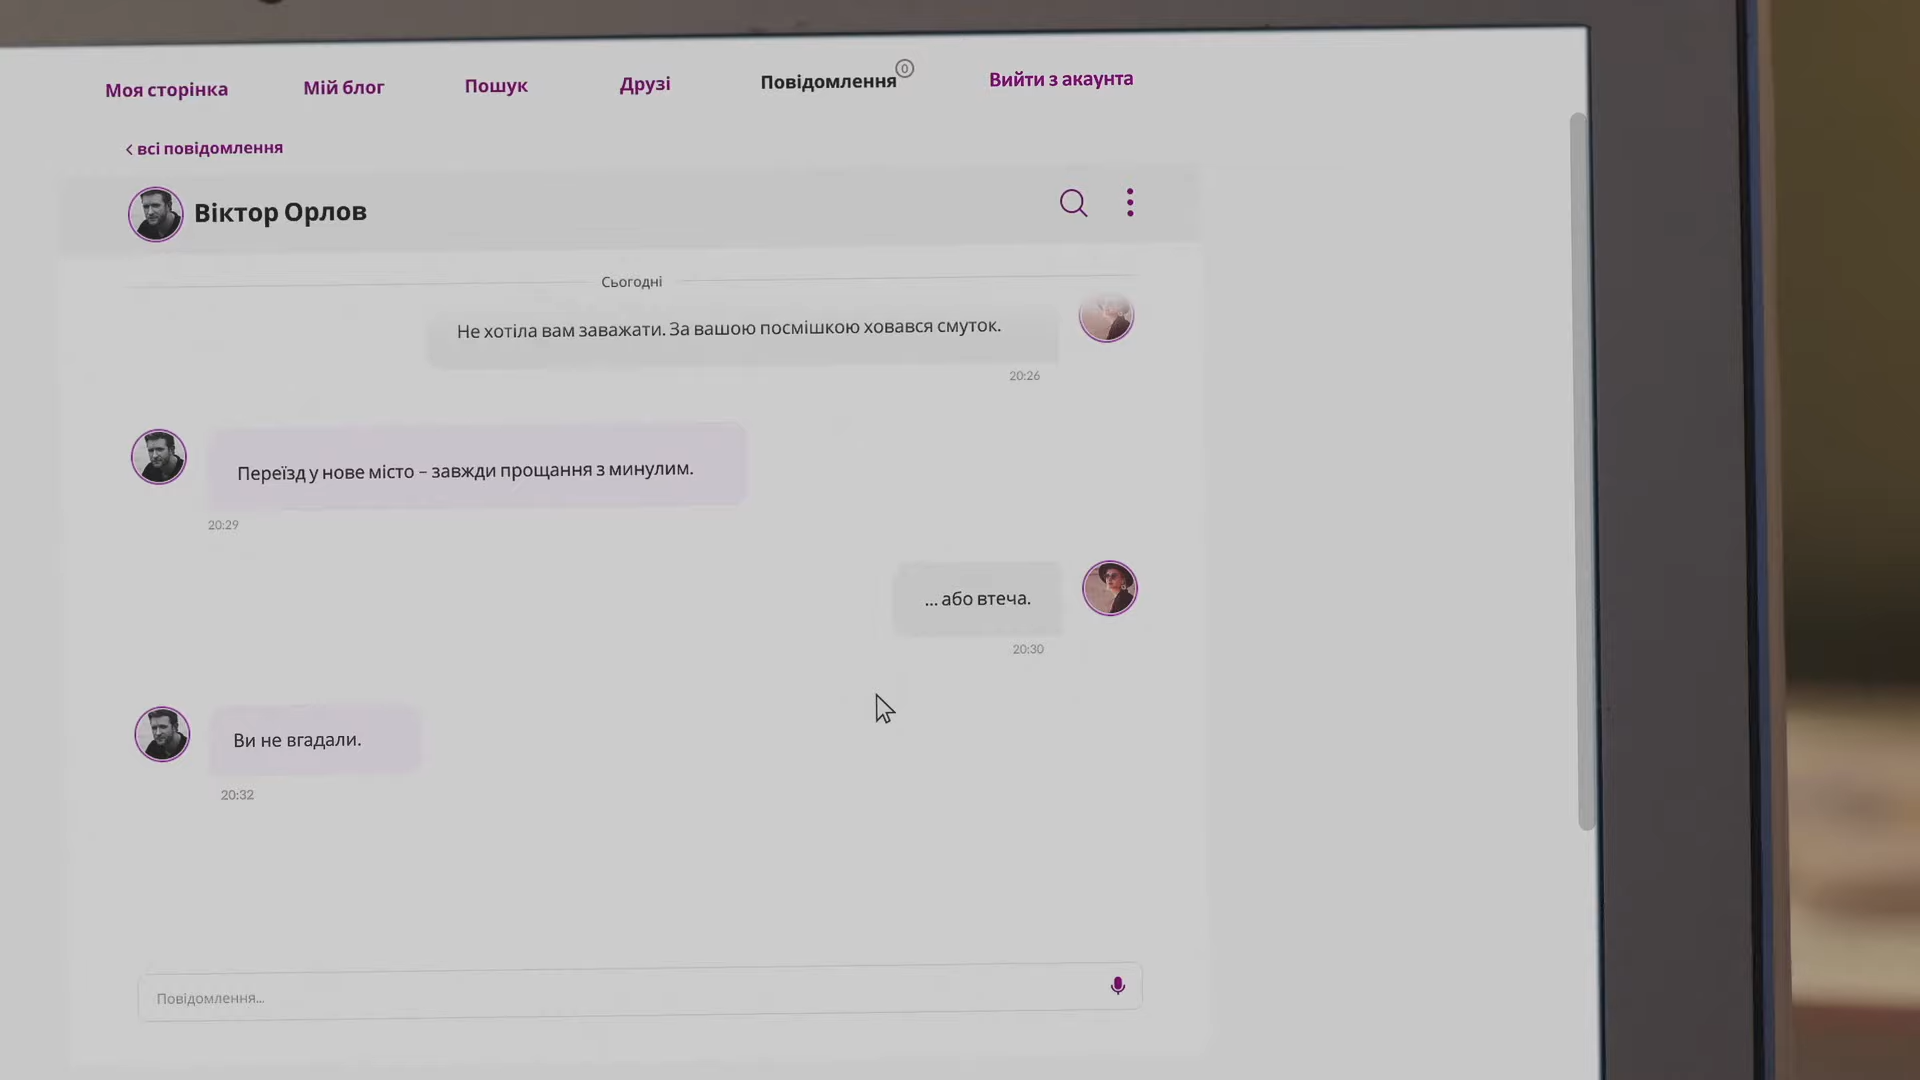 Моя сторінка
Мій блог
Пошук
Друзі
Повідомлення
0
Вийти з акаунта
< всі повідомлення
Віктор Орлов
Сьогодні
Не хотіла вам заважати. За вашою посмішкою ховався смуток.
20:26
Переїзд у нове місто – завжди прощання з минулим.
20:29
... або втеча.
20:30
Ви не вгадали.
20:32
Повідомлення...